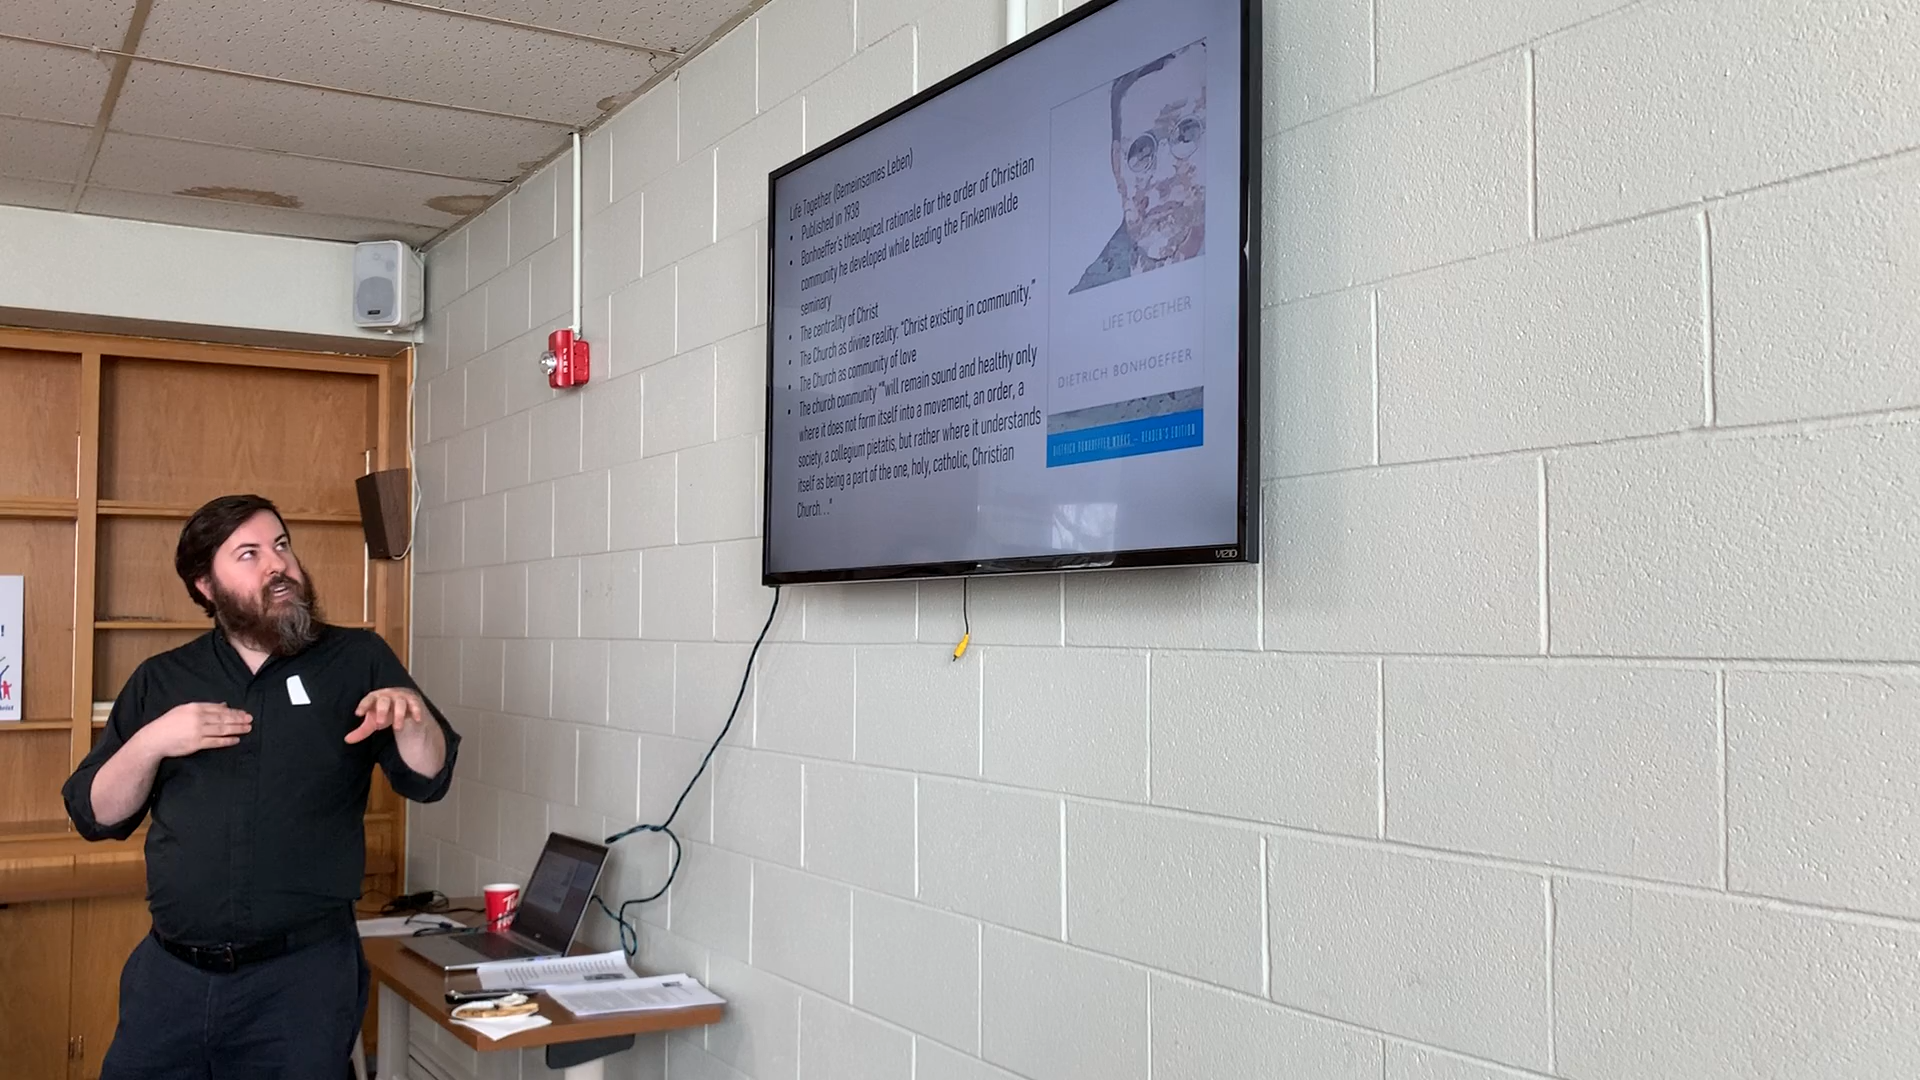 Life Together (Gemeinsames Leben)
• Published in 1938
• Bonhoeffer's theological rationale for the order of Christian
community he developed while leading the Finkenwalde
seminary
• The centrality of Christ
• The Church as divine reality: "Christ existing in community."
• The Church as community of love
• The church community "“will remain sound and healthy only
where it does not form itself into a movement, an order, a
society, a collegium pietatis, but rather where it understands
itself as being a part of the one, holy, catholic, Christian
Church. . ."
LIFE TOGETHER
DIETRICH BONHOEFFER
DIETRICH BONHOEFFER WORKS — READER'S EDITION
VIZIO
FIRE
!